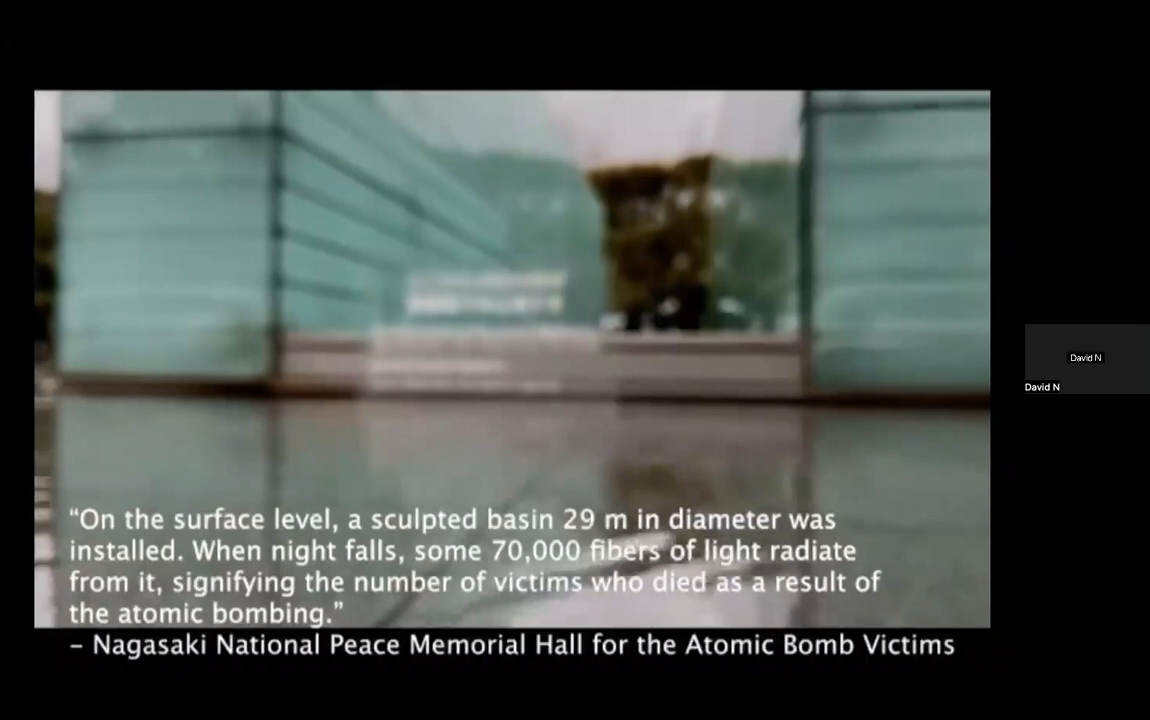 “On the surface level, a sculpted basin 29 m in diameter was
installed. When night falls, some 70,000 fibers of light radiate
from it, signifying the number of victims who died as a result of
the atomic bombing.”
– Nagasaki National Peace Memorial Hall for the Atomic Bomb Victims
David N
David N